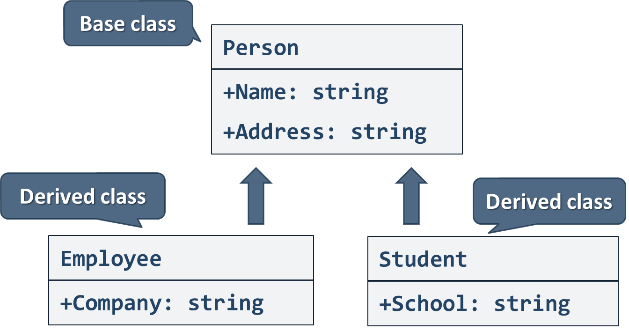 Base class
Person
+Name: string
+Address: string
Derived class
Derived class
Employee
Student
+Company: string
+School: string